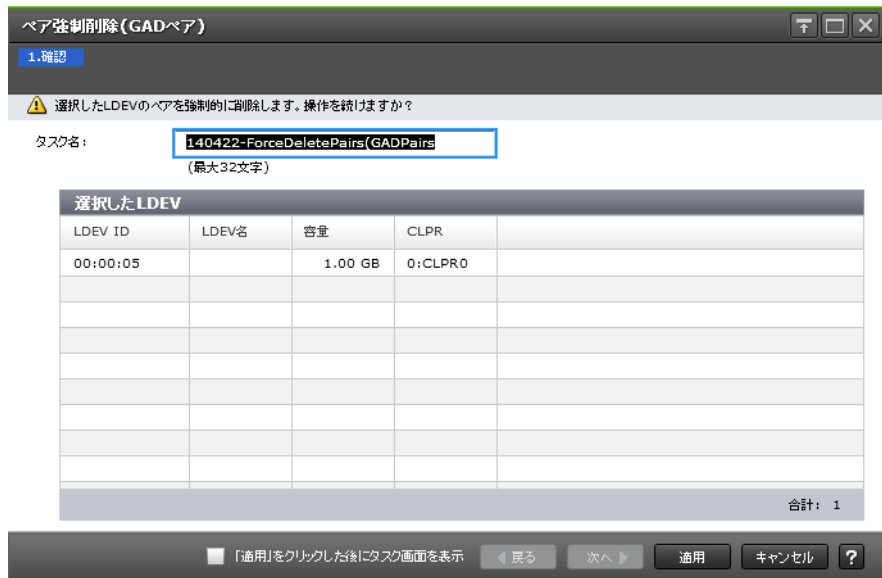 ペア強制削除(GADペア)
1.確認
選択したLDEVのペアを強制的に削除します。操作を続けますか?
タスク名: 140422-ForceDeletePairs(GADPairs
(最大32文字)
選択したLDEV
LDEV ID LDEV名 容量 CLPR
00:00:05 1.00 GB 0:CLPR0
合計: 1
「適用」をクリックした後にタスク画面を表示 戻る 次へ 適用 キャンセル ?